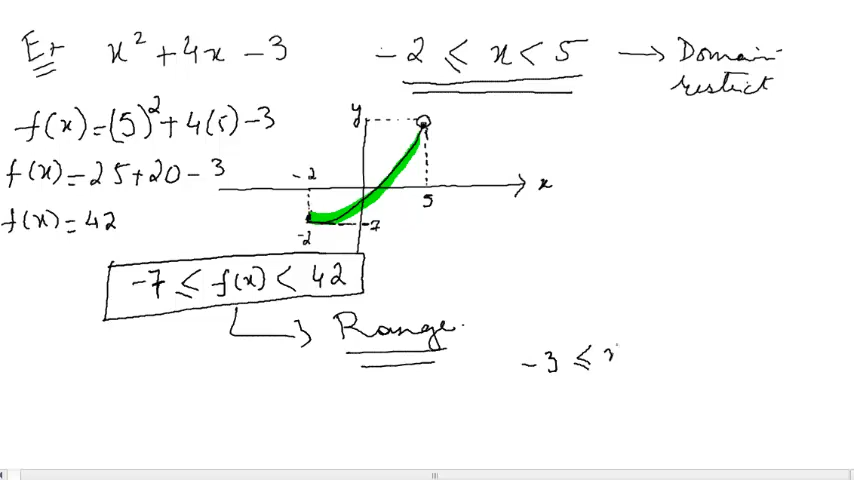 Ex x² + 4x - 3 -2 ≤ x < 5 → Domain
restrict
f(x) = (5)² + 4(5) - 3
f(x) = 25 + 20 - 3
f(x) = 42
y
-2
x
5
-2
-7
-7 ≤ f(x) < 42
Range.
-3 ≤